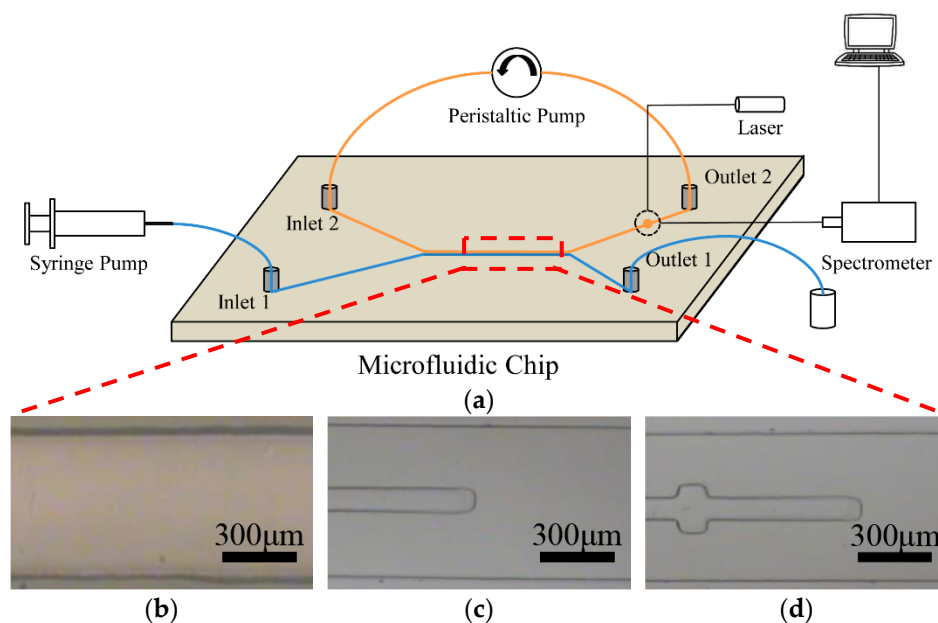 Peristaltic Pump
Laser
Outlet 2
Inlet 2
Syringe Pump
Outlet 1
Spectrometer
Inlet 1
Microfluidic Chip
(a)
300μm
300μm
300μm
(b)
(c)
(d)